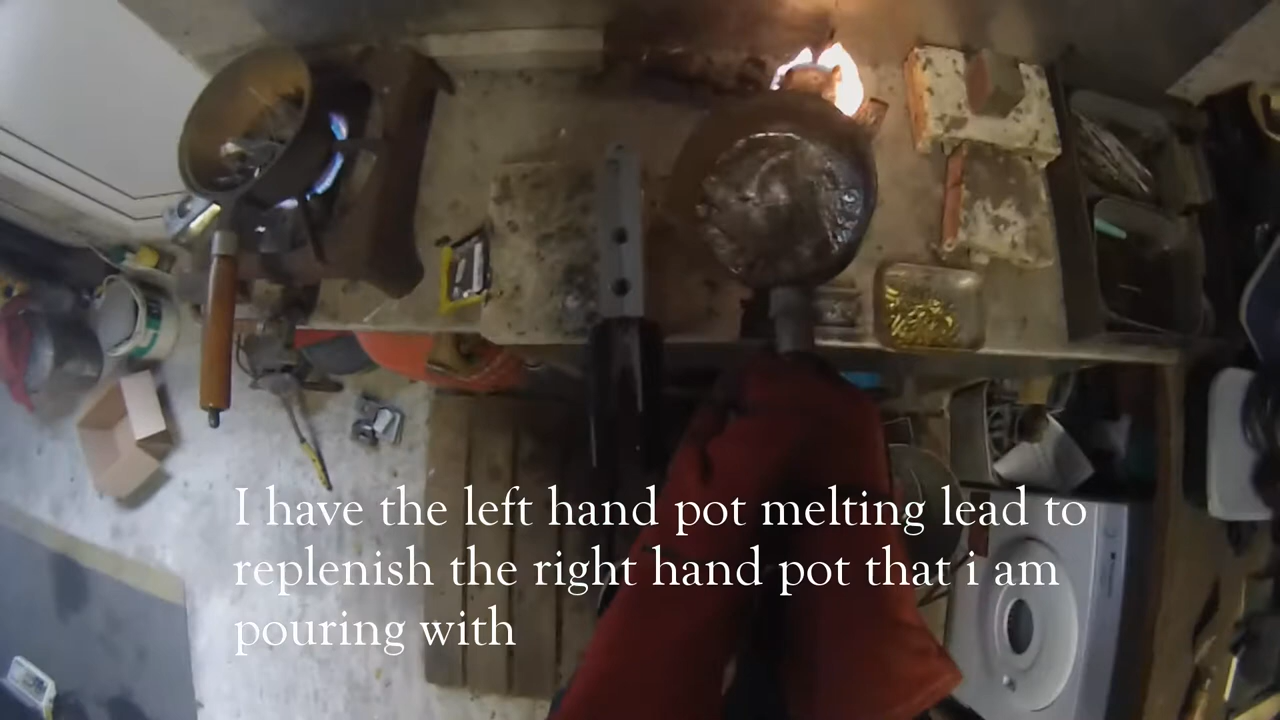 I have the left hand pot melting lead to
replenish the right hand pot that i am
pouring with